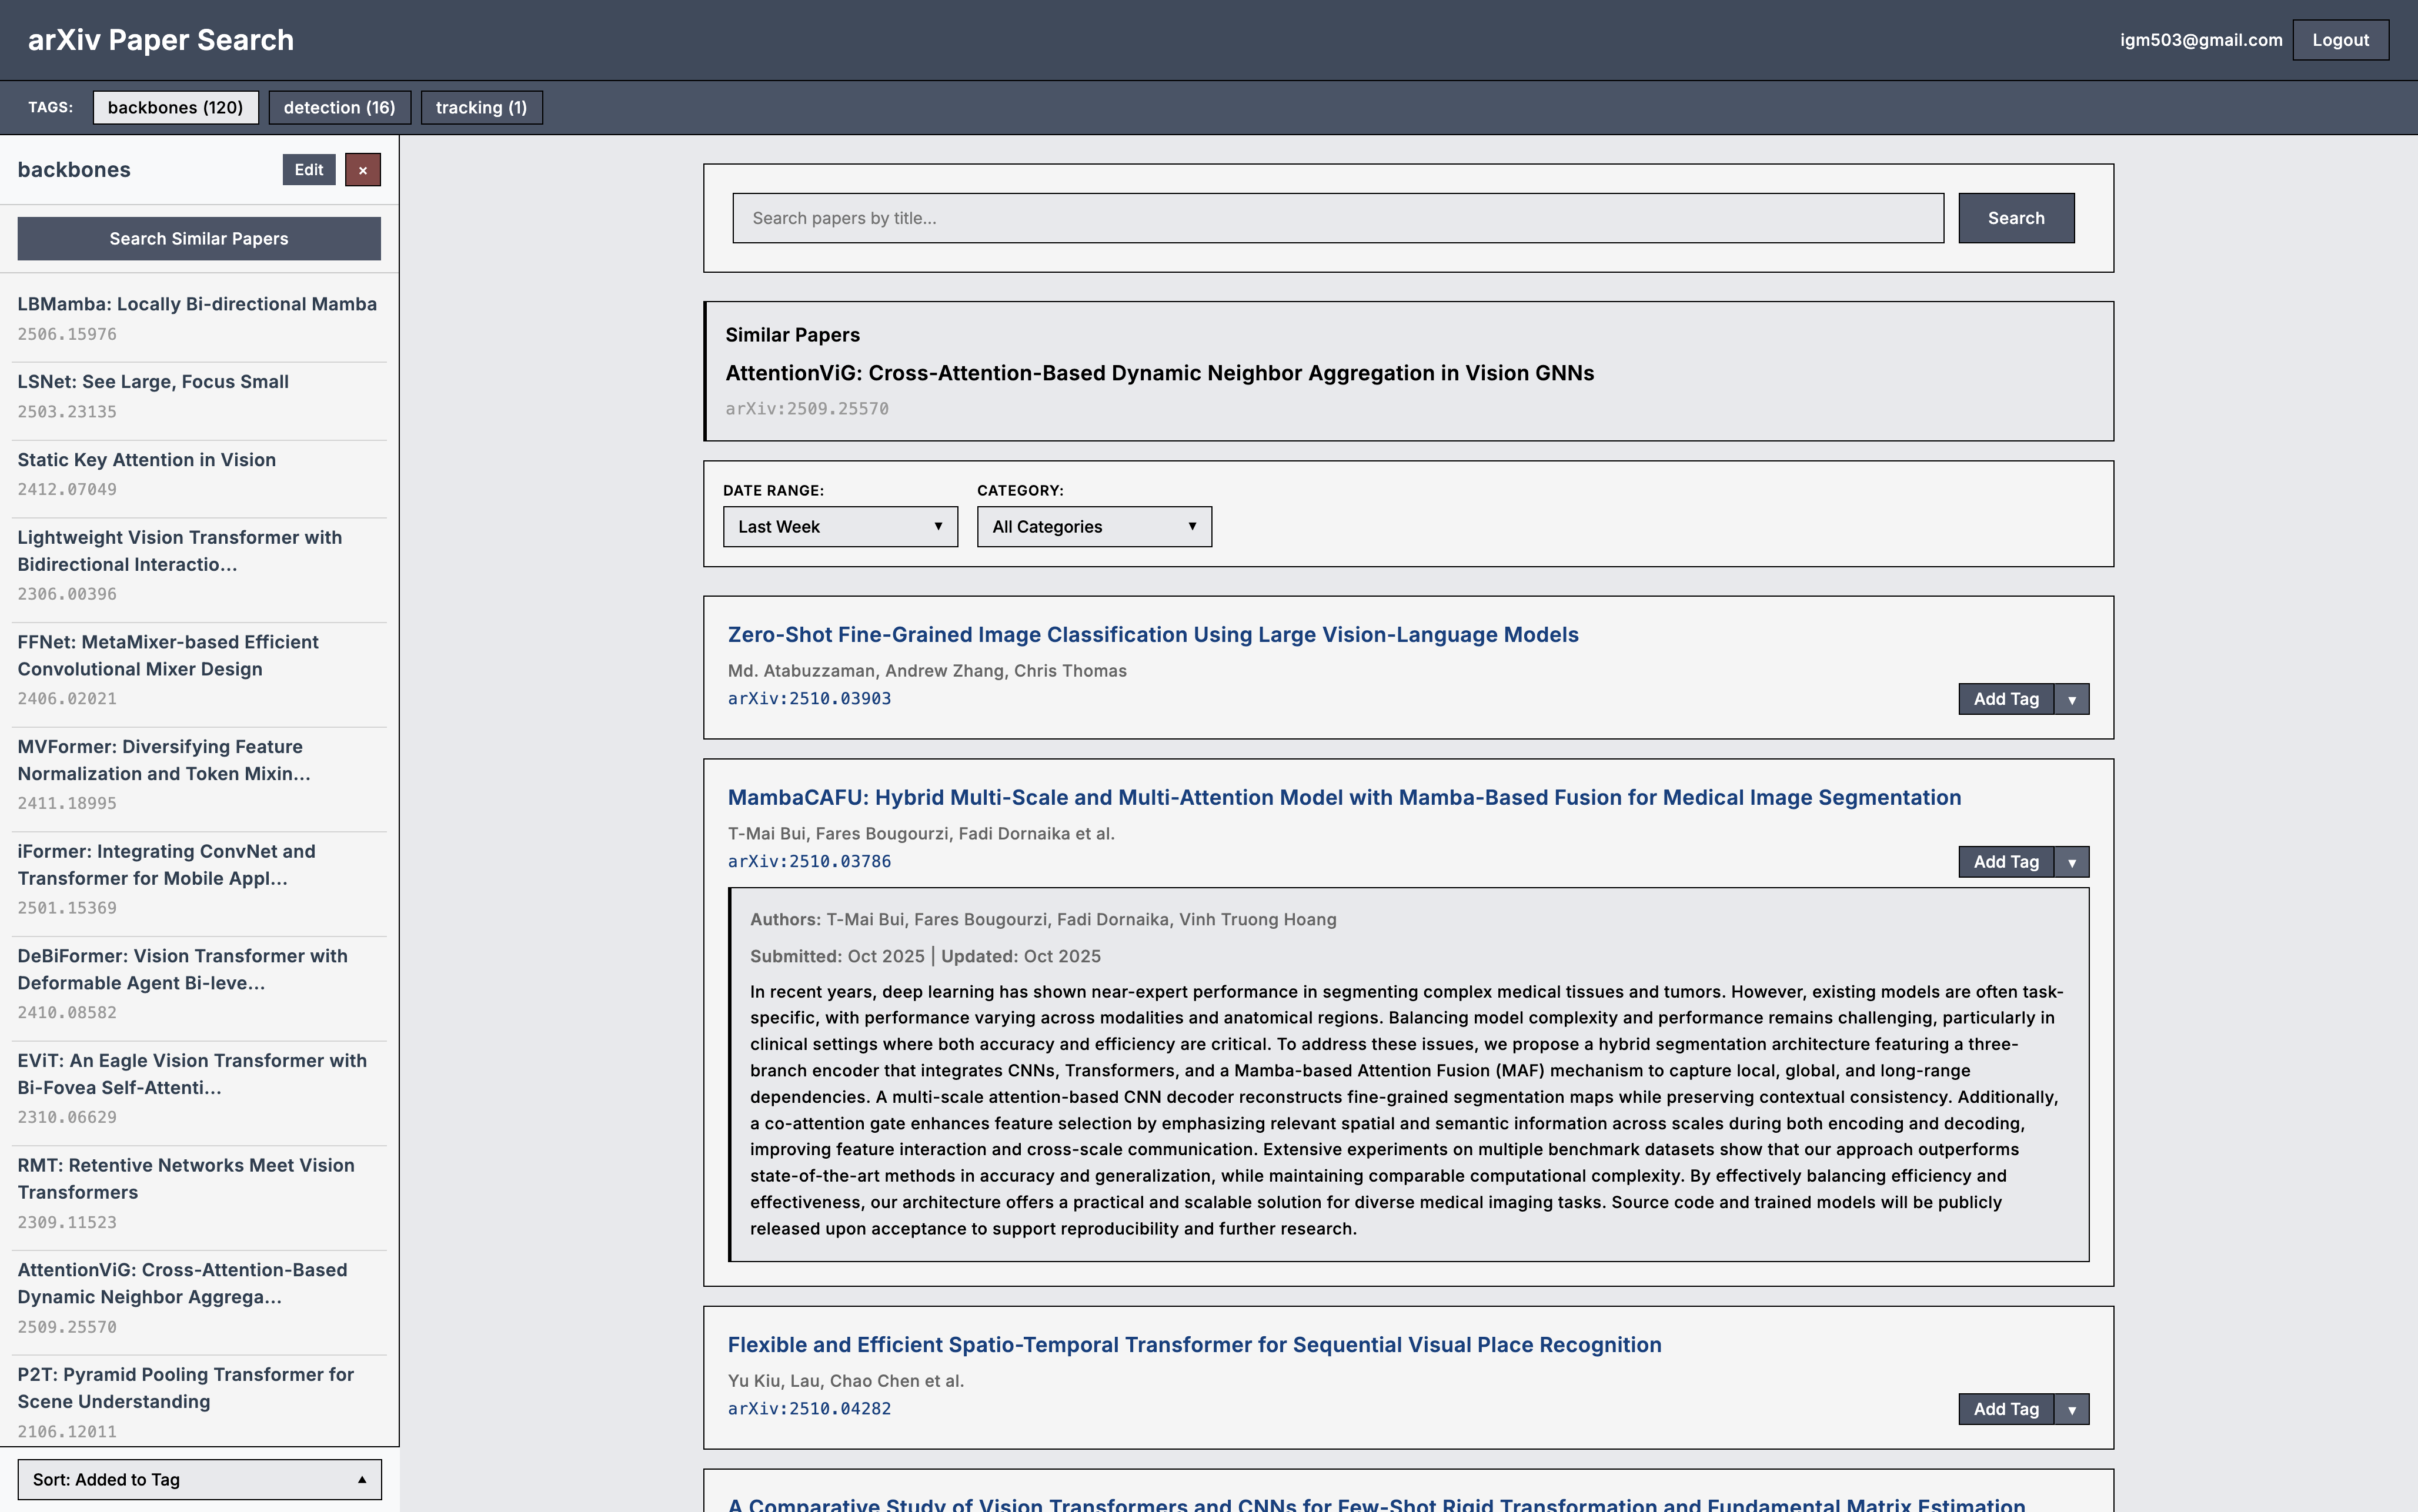 arXiv Paper Search
igm503@gmail.com
Logout
TAGS:
backbones (120)
detection (16)
tracking (1)
backbones
Edit
×
Search Similar Papers
LBMamba: Locally Bi-directional Mamba
2506.15976
LSNet: See Large, Focus Small
2503.23135
Static Key Attention in Vision
2412.07049
Lightweight Vision Transformer with
Bidirectional Interactio...
2306.00396
FFNet: MetaMixer-based Efficient
Convolutional Mixer Design
2406.02021
MVFormer: Diversifying Feature
Normalization and Token Mixin...
2411.18995
iFormer: Integrating ConvNet and
Transformer for Mobile Appl...
2501.15369
DeBiFormer: Vision Transformer with
Deformable Agent Bi-leve...
2410.08582
EViT: An Eagle Vision Transformer with
Bi-Fovea Self-Attenti...
2310.06629
RMT: Retentive Networks Meet Vision
Transformers
2309.11523
AttentionViG: Cross-Attention-Based
Dynamic Neighbor Aggrega...
2509.25570
P2T: Pyramid Pooling Transformer for
Scene Understanding
2106.12011
Sort: Added to Tag ▲
Search papers by title...
Search
Similar Papers
AttentionViG: Cross-Attention-Based Dynamic Neighbor Aggregation in Vision GNNs
arXiv:2509.25570
DATE RANGE:
Last Week ▼
CATEGORY:
All Categories ▼
Zero-Shot Fine-Grained Image Classification Using Large Vision-Language Models
Md. Atabuzzaman, Andrew Zhang, Chris Thomas
arXiv:2510.03903
Add Tag ▼
MambaCAFU: Hybrid Multi-Scale and Multi-Attention Model with Mamba-Based Fusion for Medical Image Segmentation
T-Mai Bui, Fares Bougourzi, Fadi Dornaika et al.
arXiv:2510.03786
Add Tag ▼
Authors: T-Mai Bui, Fares Bougourzi, Fadi Dornaika, Vinh Truong Hoang
Submitted: Oct 2025 | Updated: Oct 2025
In recent years, deep learning has shown near-expert performance in segmenting complex medical tissues and tumors. However, existing models are often task-
specific, with performance varying across modalities and anatomical regions. Balancing model complexity and performance remains challenging, particularly in
clinical settings where both accuracy and efficiency are critical. To address these issues, we propose a hybrid segmentation architecture featuring a three-
branch encoder that integrates CNNs, Transformers, and a Mamba-based Attention Fusion (MAF) mechanism to capture local, global, and long-range
dependencies. A multi-scale attention-based CNN decoder reconstructs fine-grained segmentation maps while preserving contextual consistency. Additionally,
a co-attention gate enhances feature selection by emphasizing relevant spatial and semantic information across scales during both encoding and decoding,
improving feature interaction and cross-scale communication. Extensive experiments on multiple benchmark datasets show that our approach outperforms
state-of-the-art methods in accuracy and generalization, while maintaining comparable computational complexity. By effectively balancing efficiency and
effectiveness, our architecture offers a practical and scalable solution for diverse medical imaging tasks. Source code and trained models will be publicly
released upon acceptance to support reproducibility and further research.
Flexible and Efficient Spatio-Temporal Transformer for Sequential Visual Place Recognition
Yu Kiu, Lau, Chao Chen et al.
arXiv:2510.04282
Add Tag ▼
A Comparative Study of Vision Transformers and CNNs for Few-Shot Rigid Transformation and Fundamental Matrix Estimation